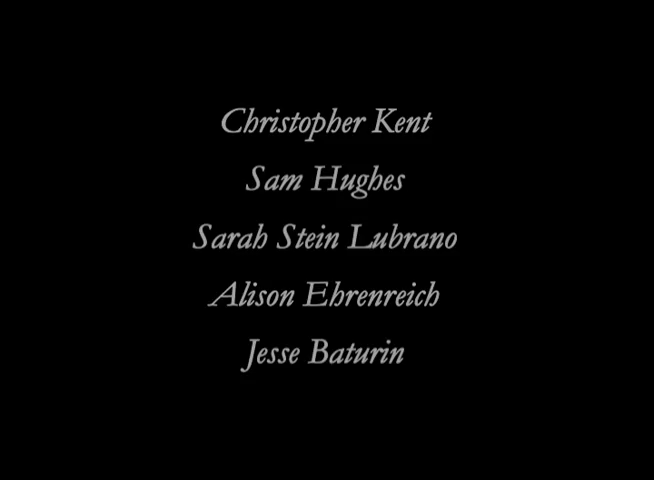 Christopher Kent
Sam Hughes
Sarah Stein Lubrano
Alison Ehrenreich
Jesse Baturin